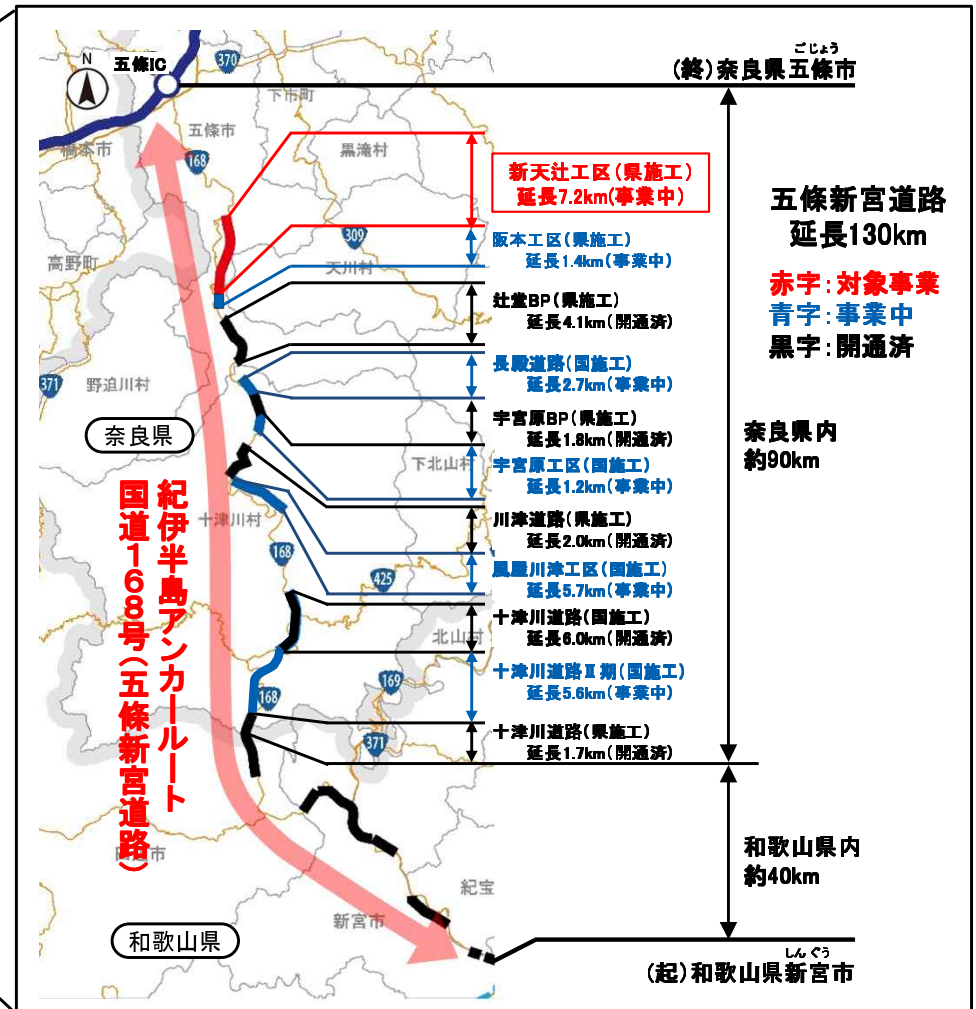 ごじょう
(終)奈良県五條市
N
五條IC
370
下市町
五條市
橋本市
168
黒滝村
新天辻工区(県施工)
延長7.2km(事業中)
五條新宮道路
延長130km
赤字:対象事業
青字:事業中
黒字:開通済
309
天川村
高野町
阪本工区(県施工)
延長1.4km(事業中)
辻堂BP(県施工)
延長4.1km(開通済)
371
野迫川村
長殿道路(国施工)
延長2.7km(事業中)
奈良県
宇宮原BP(県施工)
延長1.8km(開通済)
奈良県内
約90km
下北山村
宇宮原工区(国施工)
延長1.2km(事業中)
十津川村
川津道路(県施工)
延長2.0km(開通済)
168
風屋川津工区(国施工)
延長5.7km(事業中)
425
十津川道路(国施工)
延長6.0km(開通済)
北山村
十津川道路Ⅱ期(国施工)
延長5.6km(事業中)
169
168
十津川道路(県施工)
延長1.7km(開通済)
371
紀伊半島アンカールート
国道168号(五條新宮道路)
和歌山県内
約40km
市
紀宝
新宮市
和歌山県
しんぐう
(起)和歌山県新宮市